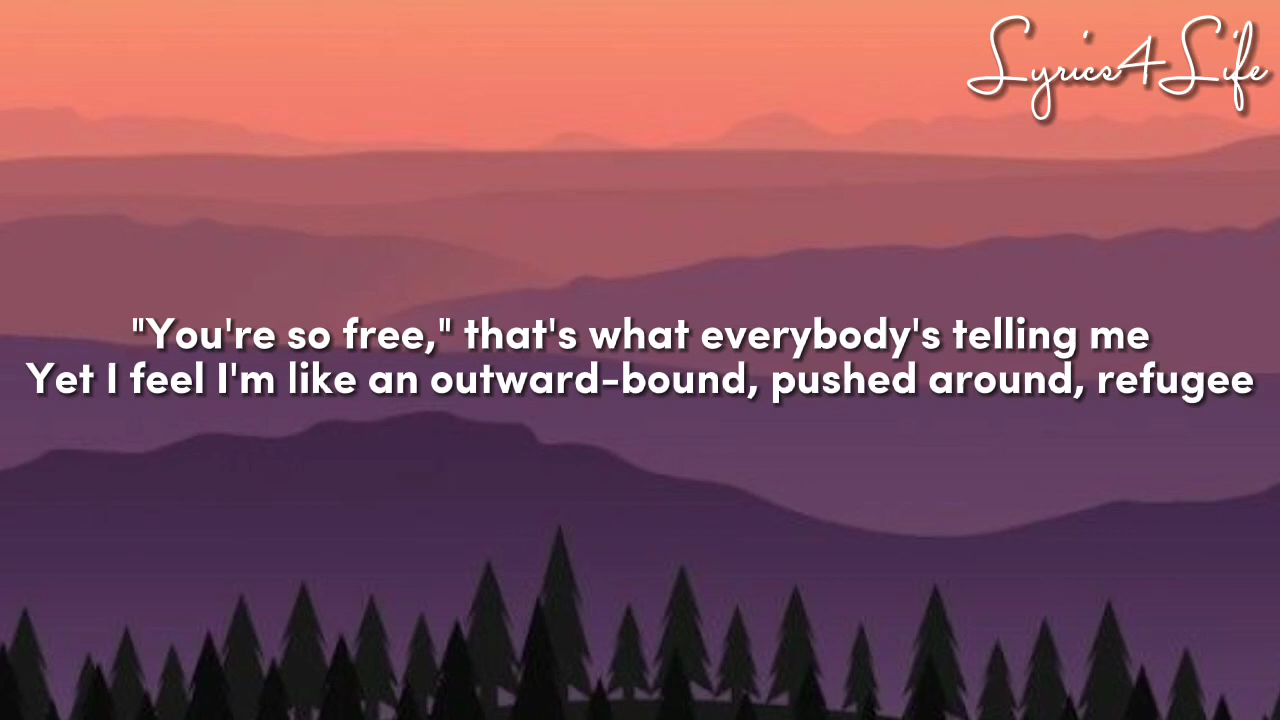 Lyrics4Life
"You're so free," that's what everybody's telling me
Yet I feel I'm like an outward-bound, pushed around, refugee